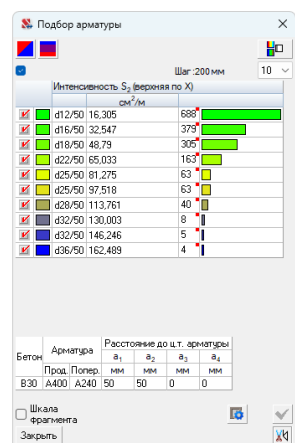 Подбор арматуры
Шаг:200мм 10
Интенсивность S2 (верхняя по X)
см2/м
d12/50 16,305 688
d16/50 32,547 379
d18/50 48,79 305
d22/50 65,033 163
d25/50 81,275 63
d25/50 97,518 63
d28/50 113,761 40
d32/50 130,003 8
d32/50 146,246 5
d36/50 162,489 4
Бетон Арматура Расстояние до ц.т. арматуры
a1 a2 a3 a4
Прод. Попер. мм мм мм мм
B30 A400 A240 50 50 0 0
Шкала
фрагмента
Закрыть